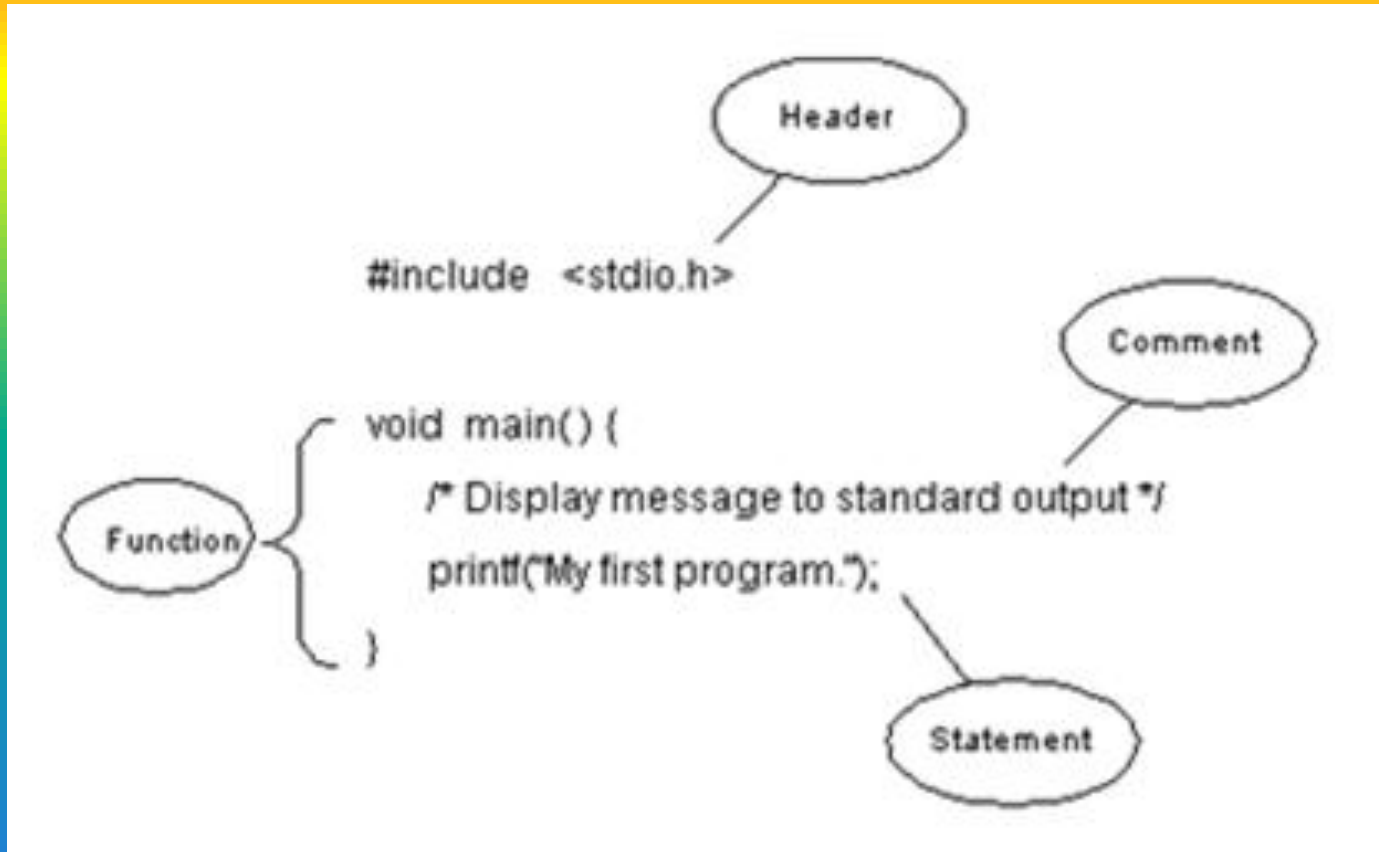 Header
#include <stdio.h>
Comment
void main() {
/* Display message to standard output */
Function
printf("My first program.");
}
Statement